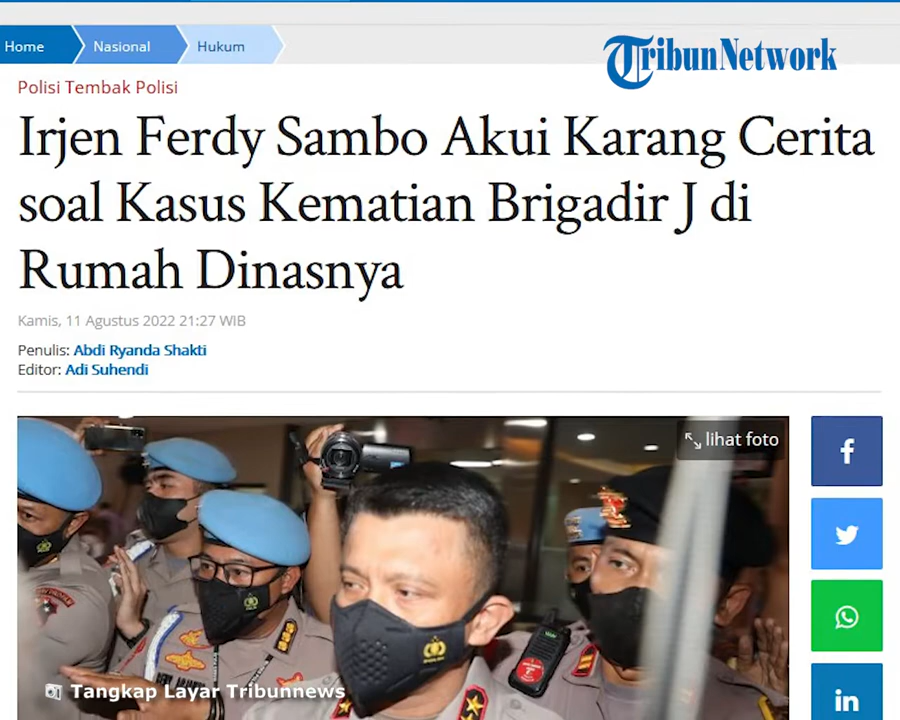 Home Nasional Hukum
TribunNetwork
Polisi Tembak Polisi
Irjen Ferdy Sambo Akui Karang Cerita
soal Kasus Kematian Brigadir J di
Rumah Dinasnya
Kamis, 11 Agustus 2022 21:27 WIB
Penulis: Abdi Ryanda Shakti
Editor: Adi Suhendi
lihat foto
Tangkap Layar Tribunnews